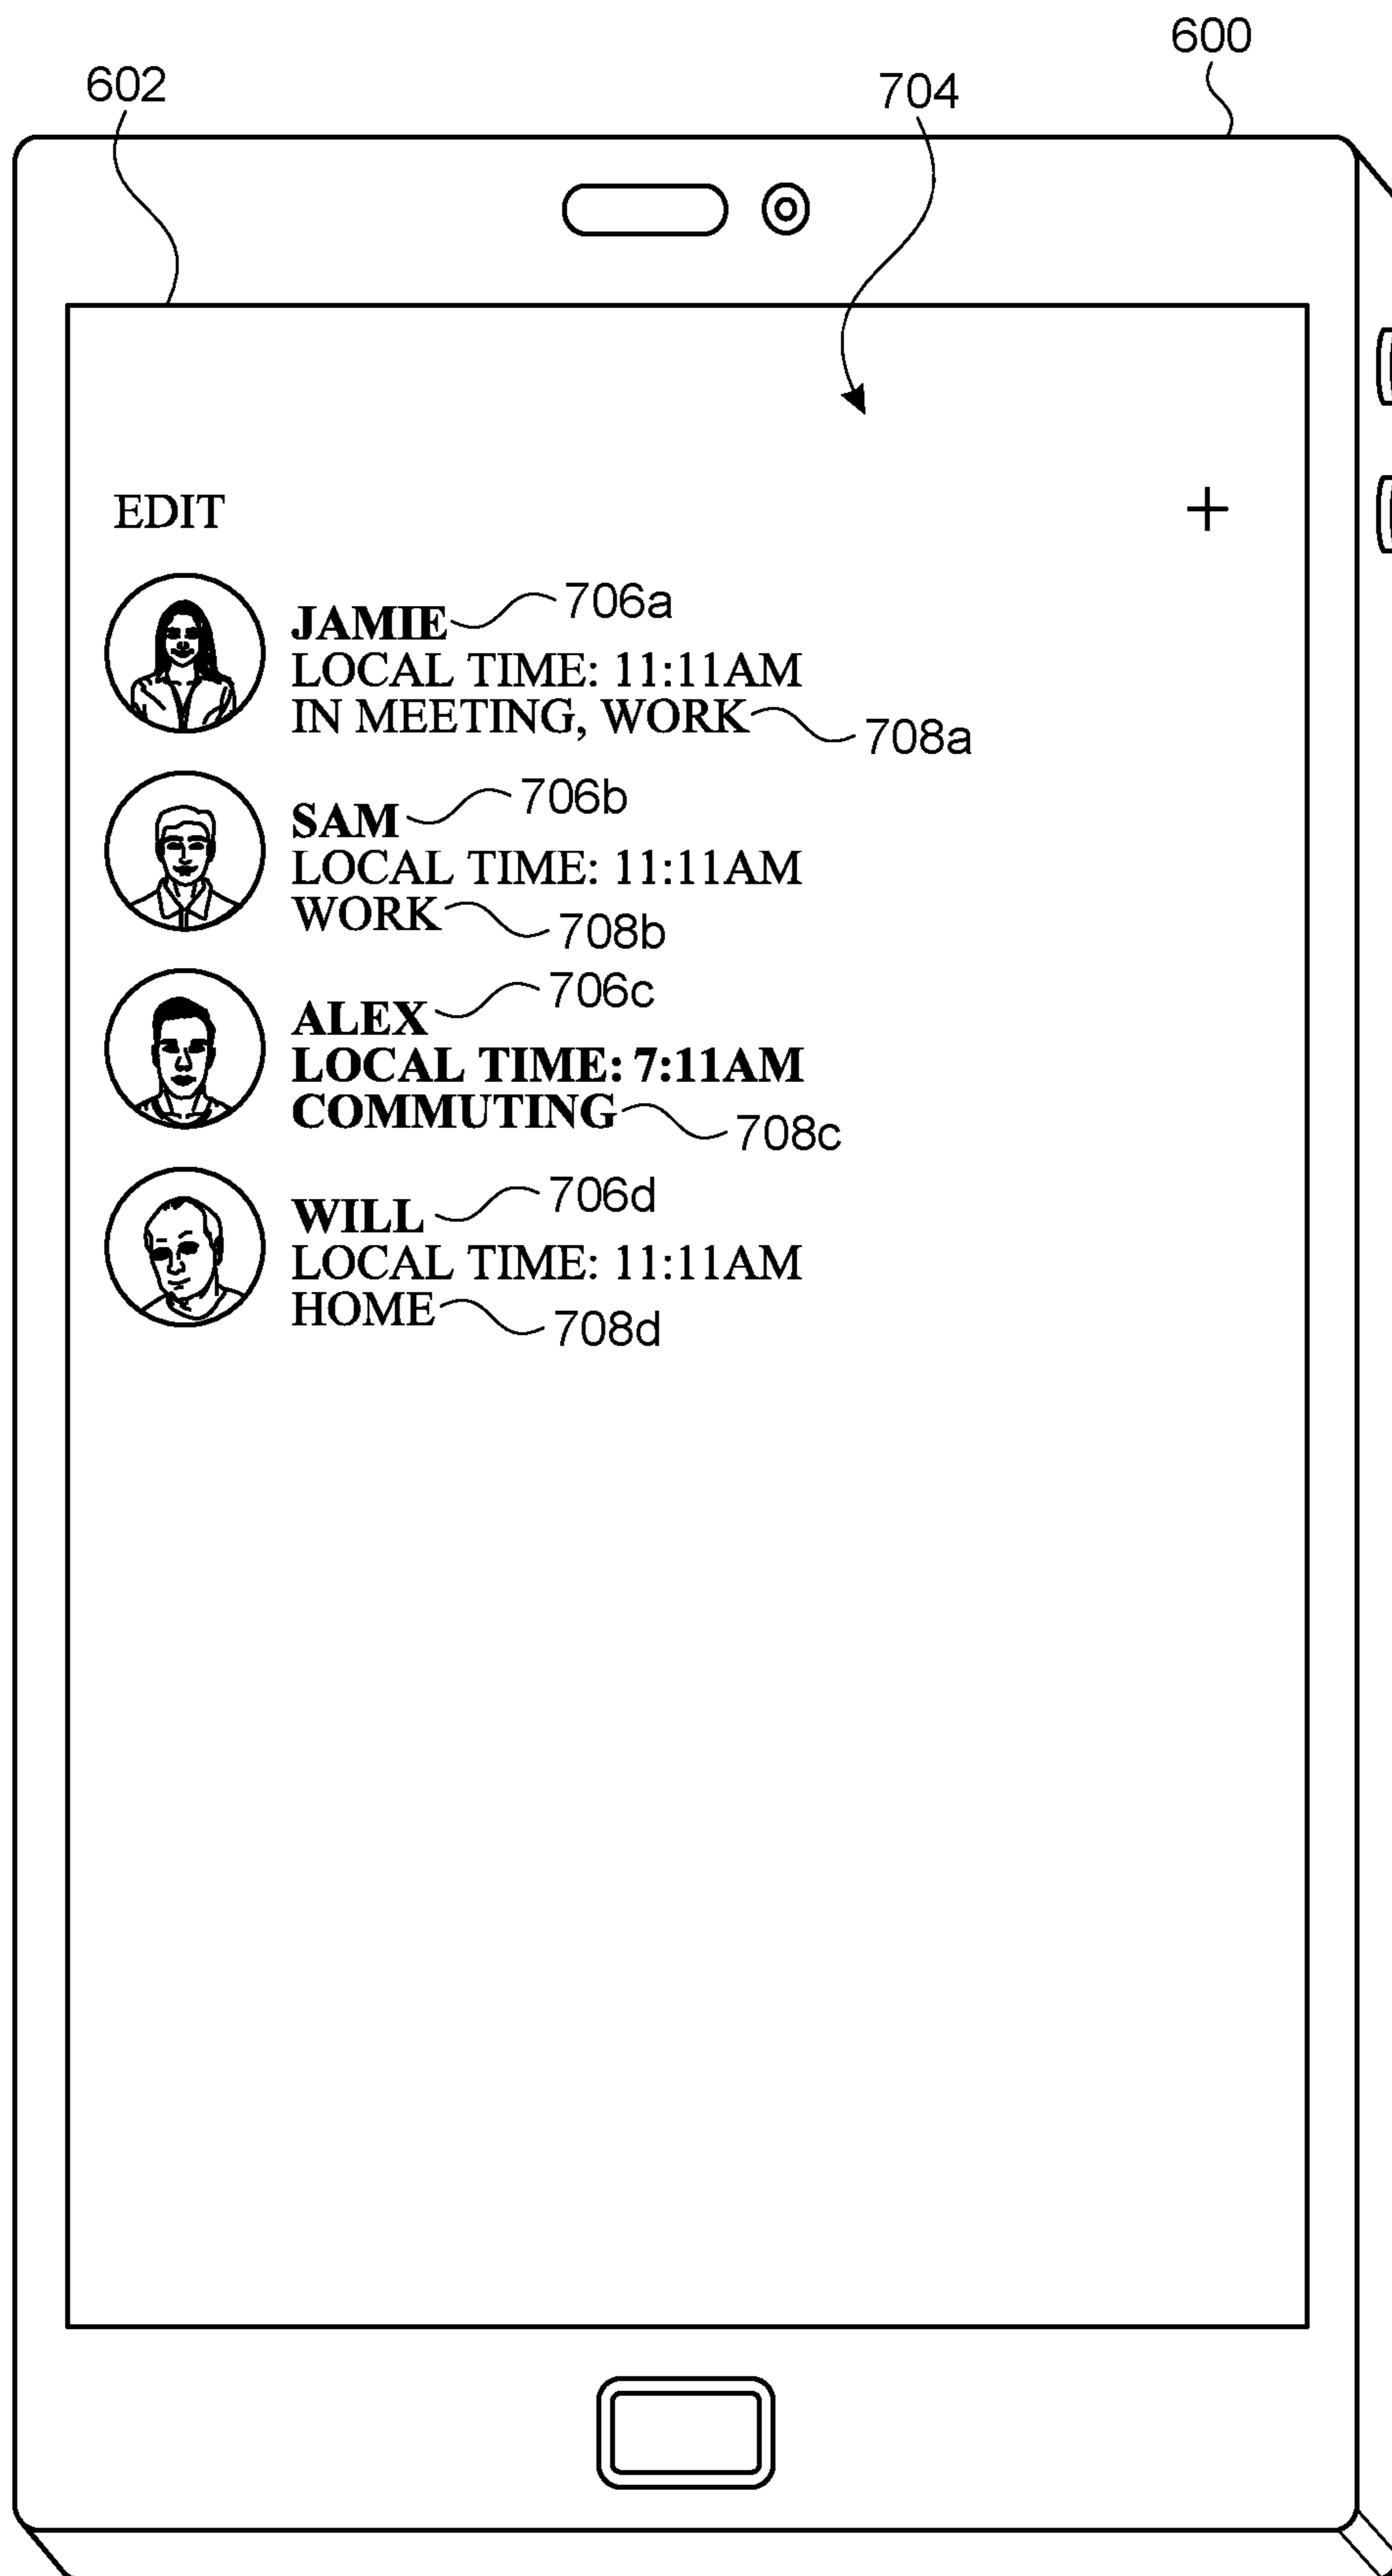 600
602
704
EDIT +
JAMIE 706a
LOCAL TIME: 11:11AM
IN MEETING, WORK 708a
SAM 706b
LOCAL TIME: 11:11AM
WORK 708b
ALEX 706c
LOCAL TIME: 7:11AM
COMMUTING 708c
WILL 706d
LOCAL TIME: 11:11AM
HOME 708d